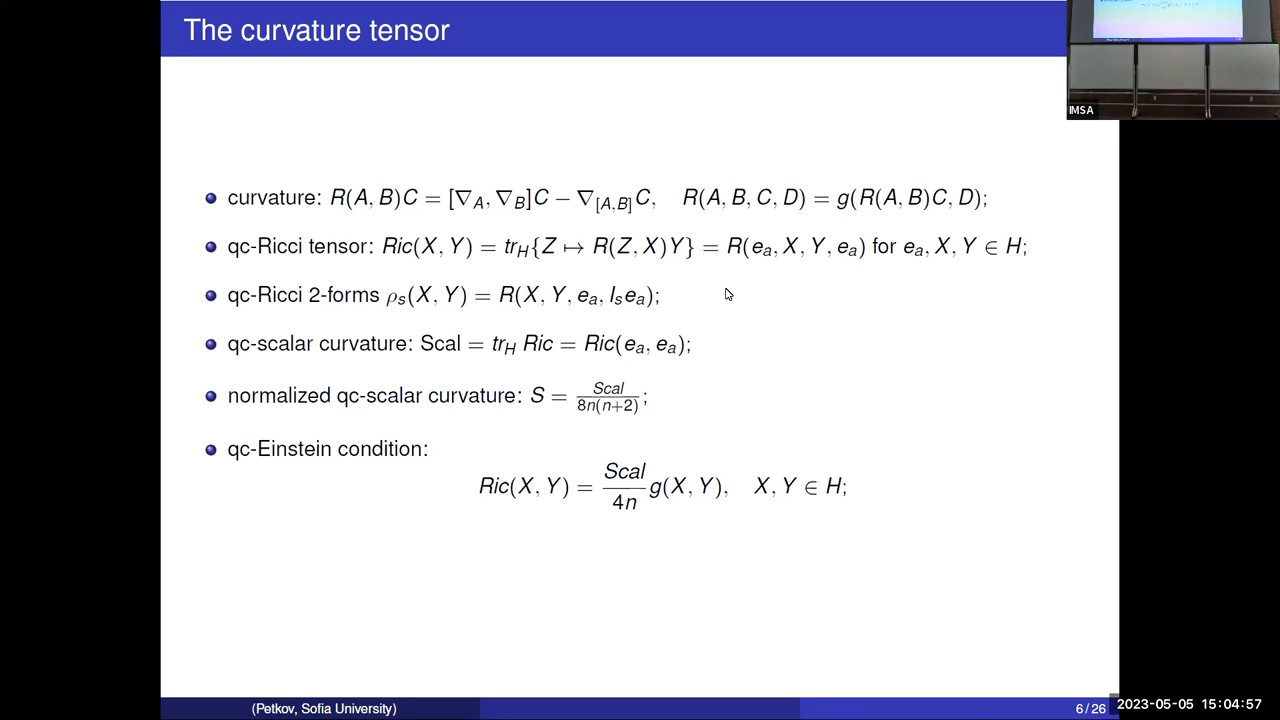 The curvature tensor
IMSA
curvature: R(A, B)C = [∇_A, ∇_B]C − ∇_{[A,B]}C, R(A, B, C, D) = g(R(A, B)C, D);
qc-Ricci tensor: Ric(X, Y) = tr_H{Z ↦ R(Z, X)Y} = R(e_a, X, Y, e_a) for e_a, X, Y ∈ H;
qc-Ricci 2-forms ρ_s(X, Y) = R(X, Y, e_a, I_s e_a);
qc-scalar curvature: Scal = tr_H Ric = Ric(e_a, e_a);
normalized qc-scalar curvature: S = Scal / 8n(n+2);
qc-Einstein condition:
Ric(X, Y) = Scal / 4n g(X, Y), X, Y ∈ H;
(Petkov, Sofia University)
6 / 26
2023-05-05 15:04:57